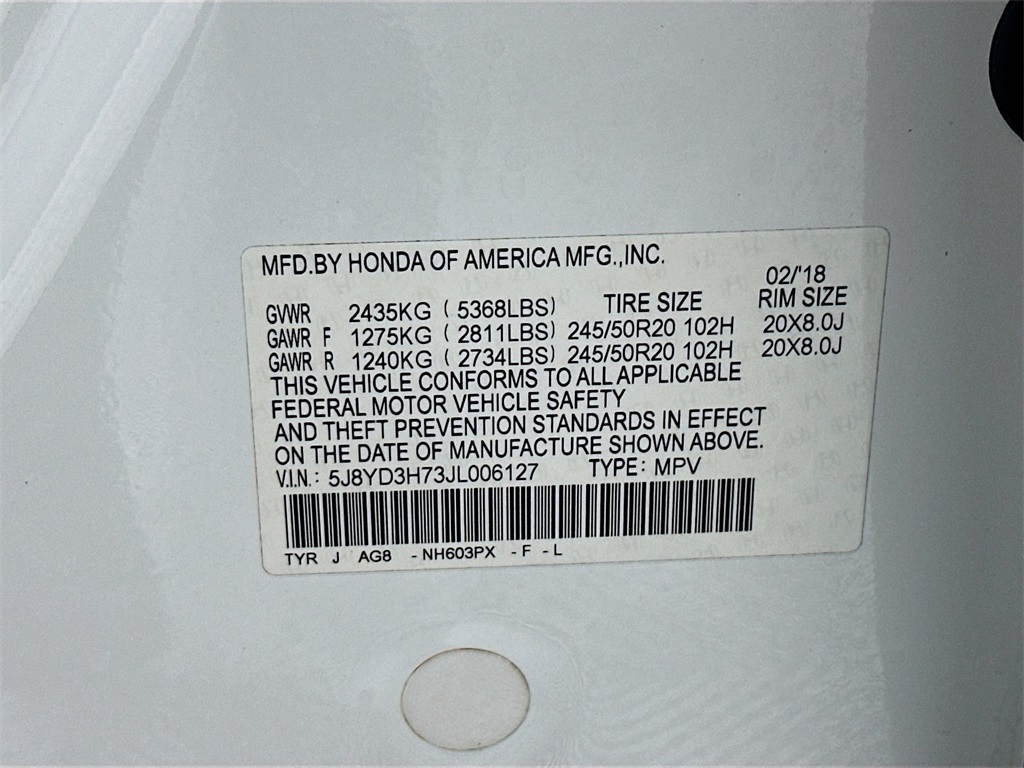 MFD.BY HONDA OF AMERICA MFG.,INC.
02/'18
GVWR 2435KG ( 5368LBS) TIRE SIZE RIM SIZE
GAWR F 1275KG ( 2811LBS) 245/50R20 102H 20X8.0J
GAWR R 1240KG ( 2734LBS) 245/50R20 102H 20X8.0J
THIS VEHICLE CONFORMS TO ALL APPLICABLE
FEDERAL MOTOR VEHICLE SAFETY
AND THEFT PREVENTION STANDARDS IN EFFECT
ON THE DATE OF MANUFACTURE SHOWN ABOVE.
V.I.N.: 5J8YD3H73JL006127 TYPE: MPV
TYR J AG8 -NH603PX -F -L